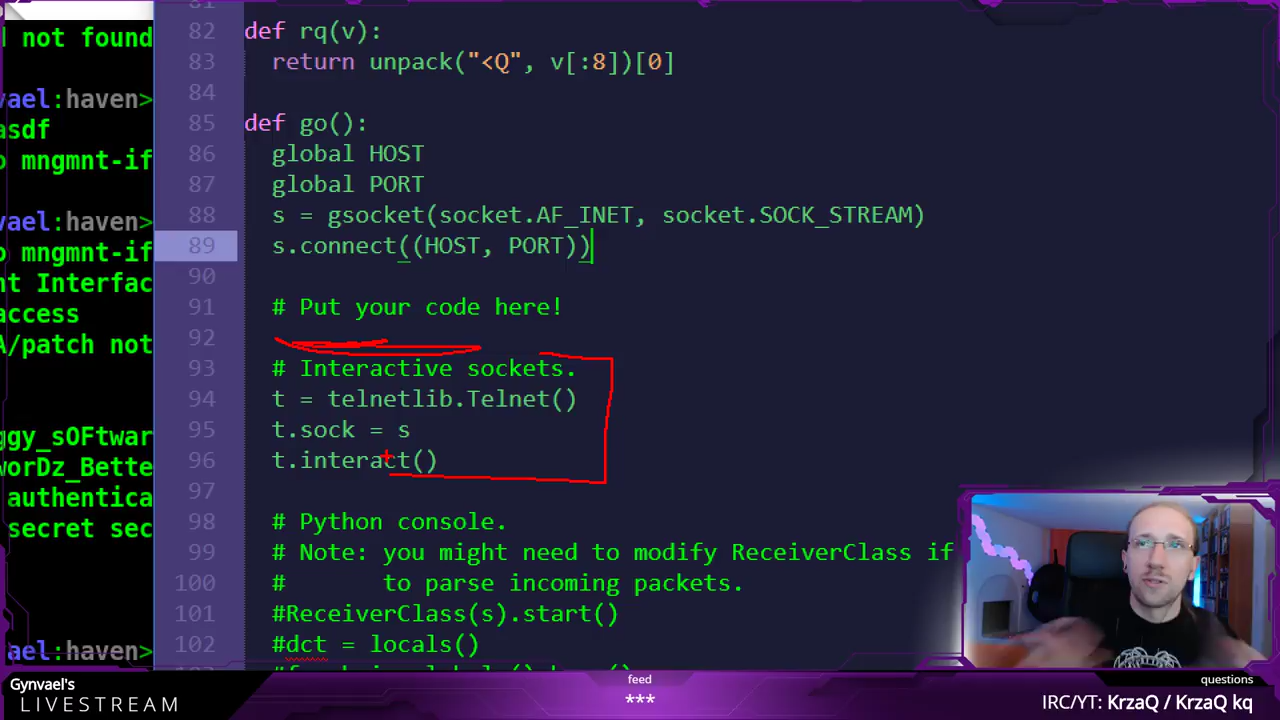 not found
vael:haven>
asdf
mngmnt-if
vael:haven>
mngmnt-if
nt Interfac
access
A/patch not
ggy_sOFtwar
worDz_Bette
authentica
secret sec
ael:haven>
81
82 def rq(v):
83 return unpack("<Q", v[:8])[0]
84
85 def go():
86 global HOST
87 global PORT
88 s = gsocket(socket.AF_INET, socket.SOCK_STREAM)
89 s.connect((HOST, PORT))
90
91 # Put your code here!
92
93 # Interactive sockets.
94 t = telnetlib.Telnet()
95 t.sock = s
96 t.interact()
97
98 # Python console.
99 # Note: you might need to modify ReceiverClass if
100 # to parse incoming packets.
101 #ReceiverClass(s).start()
102 #dct = locals()
Gynvael's
LIVESTREAM
feed
***
questions
IRC/YT: KrzaQ / KrzaQ kq